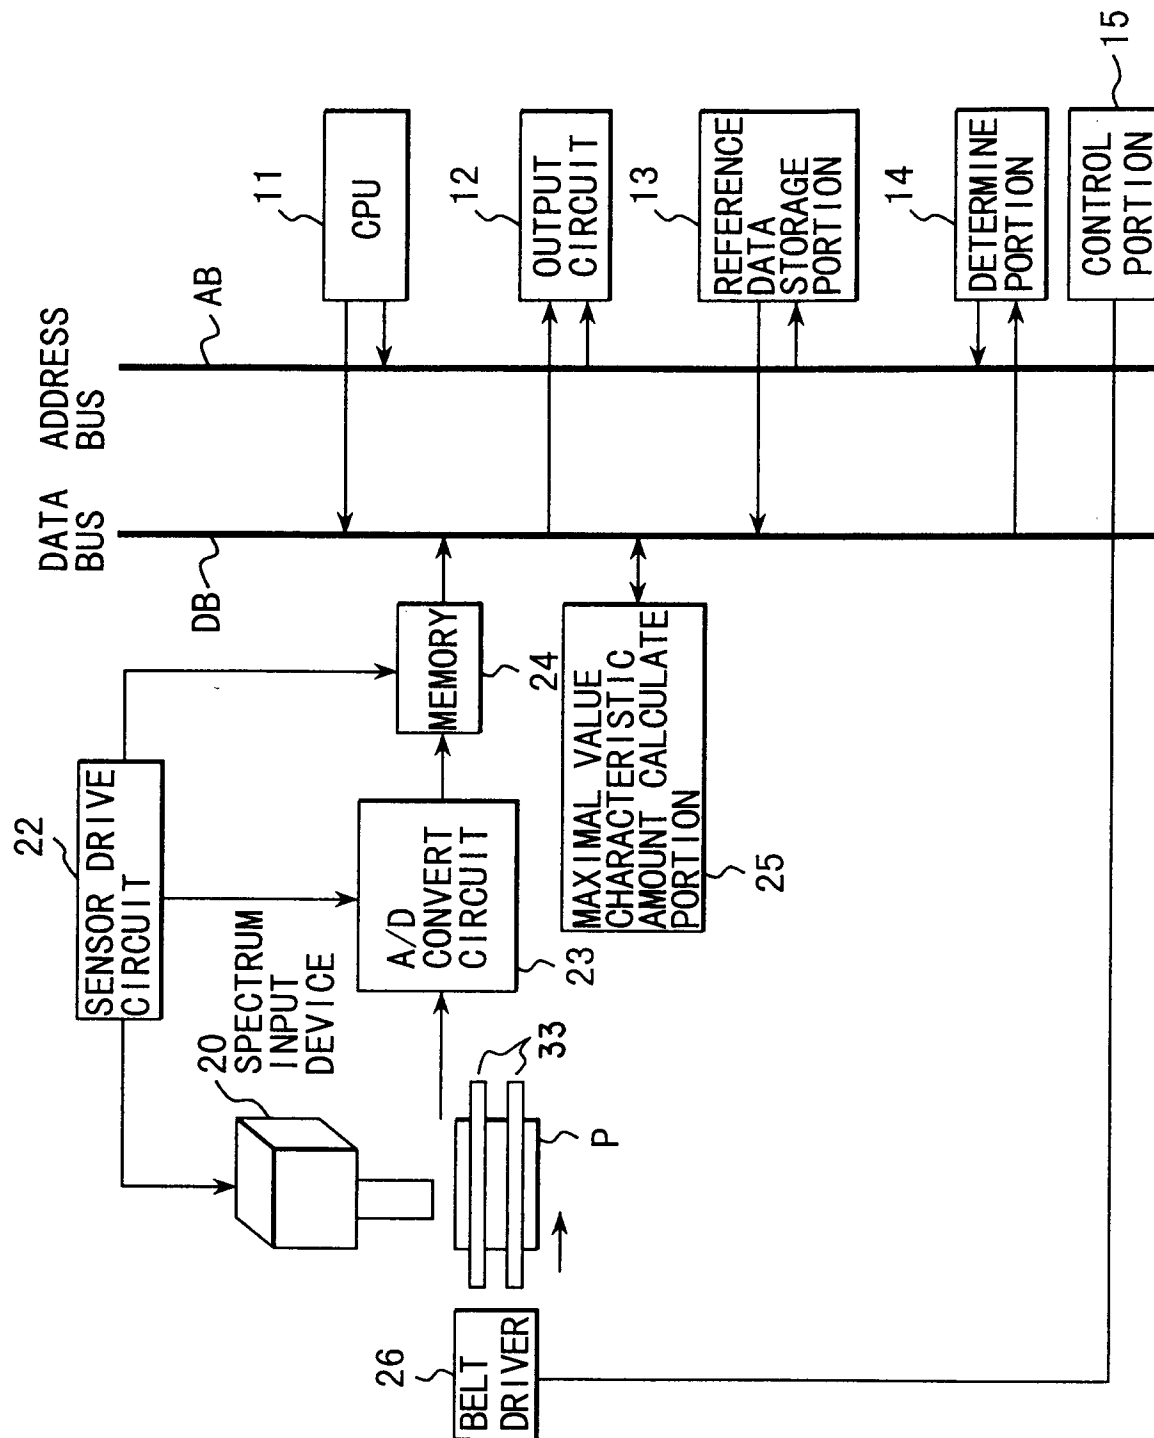 22
SENSOR DRIVE
CIRCUIT
20
SPECTRUM
INPUT
DEVICE
A/D
CONVERT
CIRCUIT
23
MEMORY
24
MAXIMAL VALUE
CHARACTERISTIC
AMOUNT CALCULATE
PORTION
25
33
P
26
BELT
DRIVER
DATA
BUS
DB
ADDRESS
BUS
AB
11
CPU
12
OUTPUT
CIRCUIT
13
REFERENCE
DATA
STORAGE
PORTION
14
DETERMINE
PORTION
15
CONTROL
PORTION